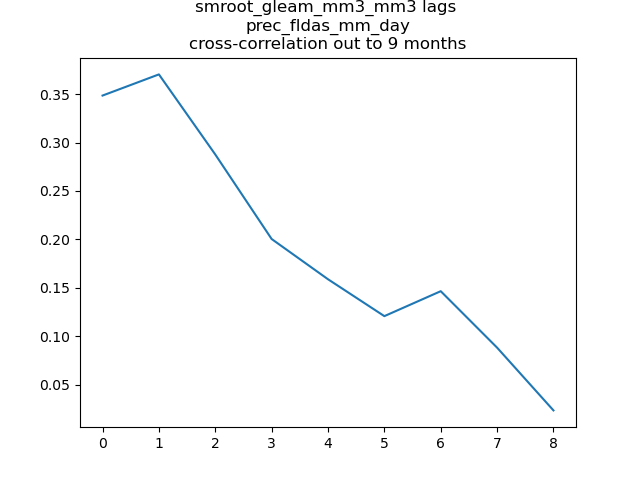 smroot_gleam_mm3_mm3 lags
prec_fldas_mm_day
cross-correlation out to 9 months
0.35
0.30
0.25
0.20
0.15
0.10
0.05
0 1 2 3 4 5 6 7 8